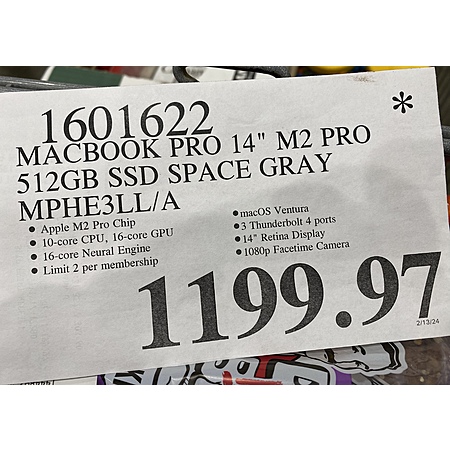 *
1601622
MACBOOK PRO 14" M2 PRO
512GB SSD SPACE GRAY
MPHE3LL/A
• Apple M2 Pro Chip
• 10-core CPU, 16-core GPU
• 16-core Neural Engine
• Limit 2 per membership
• macOS Ventura
• 3 Thunderbolt 4 ports
• 14" Retina Display
• 1080p Facetime Camera
1199.97
2/13/24